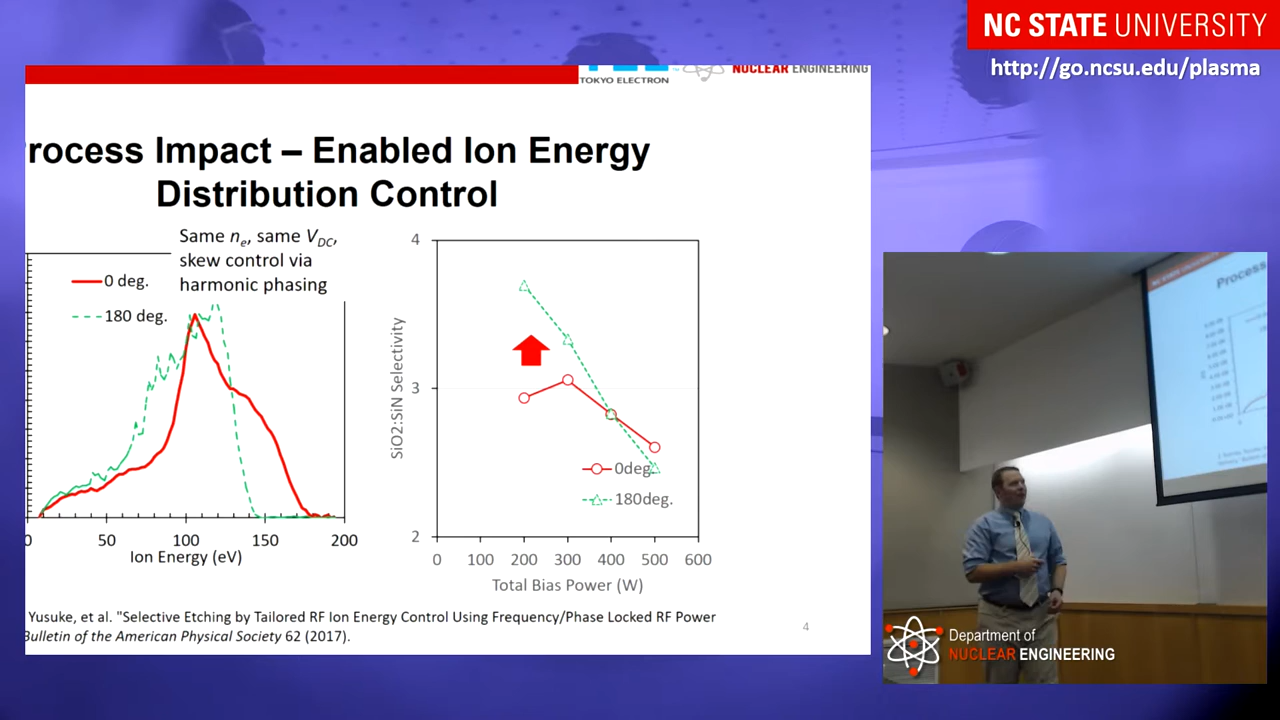 NC STATE UNIVERSITY
http://go.ncsu.edu/plasma
TOKYO ELECTRON
NUCLEAR ENGINEERING
rocess Impact – Enabled Ion Energy
Distribution Control
Same ne, same VDC,
skew control via
harmonic phasing
0 deg.
180 deg.
0 50 100 150 200
Ion Energy (eV)
4
3
2
SiO2:SiN Selectivity
0deg.
180deg.
0 100 200 300 400 500 600
Total Bias Power (W)
Yusuke, et al. "Selective Etching by Tailored RF Ion Energy Control Using Frequency/Phase Locked RF Power
Bulletin of the American Physical Society 62 (2017).
4
Process
Department of
NUCLEAR ENGINEERING